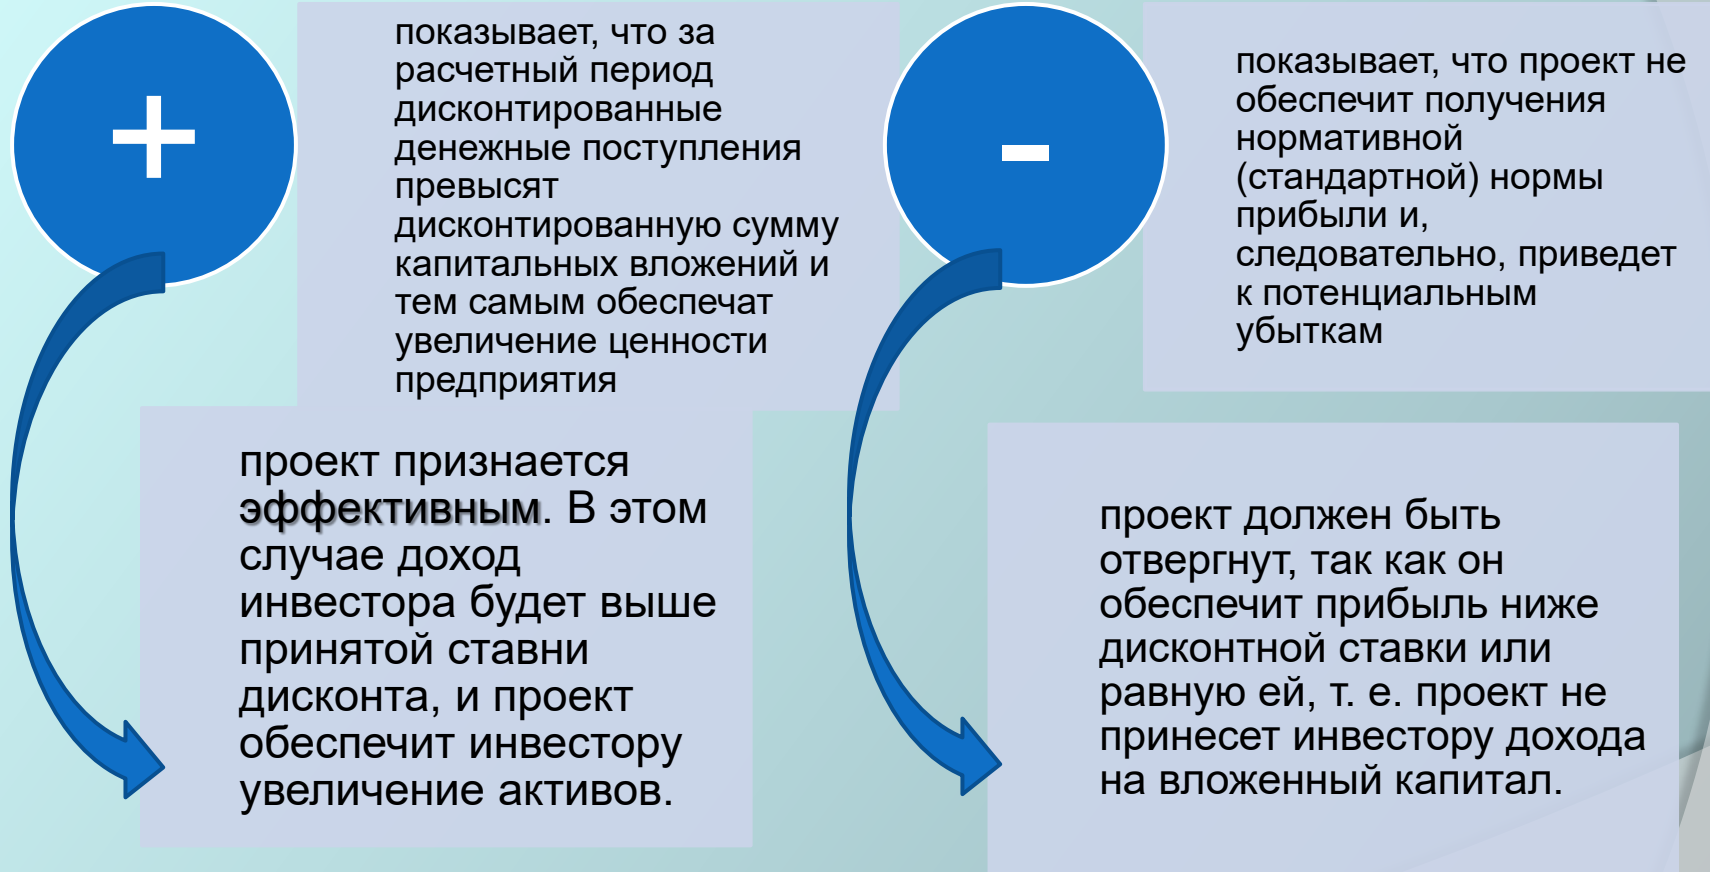 +
показывает, что за
расчетный период
дисконтированные
денежные поступления
превысят
дисконтированную сумму
капитальных вложений и
тем самым обеспечат
увеличение ценности
предприятия
проект признается
эффективным. В этом
случае доход
инвестора будет выше
принятой ставни
дисконта, и проект
обеспечит инвестору
увеличение активов.
-
показывает, что проект не
обеспечит получения
нормативной
(стандартной) нормы
прибыли и,
следовательно, приведет
к потенциальным
убыткам
проект должен быть
отвергнут, так как он
обеспечит прибыль ниже
дисконтной ставки или
равную ей, т. е. проект не
принесет инвестору дохода
на вложенный капитал.